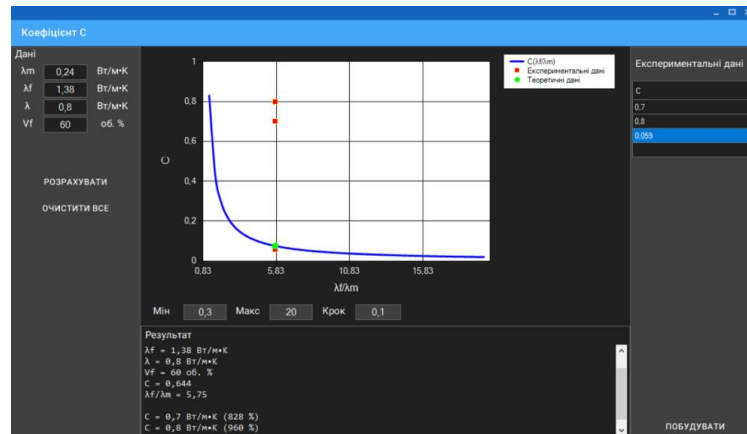 Коефіцієнт С
Дані
λm 0,24 Вт/м•К
λf 1,38 Вт/м•К
λ 0,8 Вт/м•К
Vf 60 об. %
РОЗРАХУВАТИ
ОЧИСТИТИ ВСЕ
C(λf/λm)
Експериментальні дані
Теоретичні дані
1
0,8
0,6
0,4
0,2
0
C
0,83 5,83 10,83 15,83
λf/λm
Мін 0,3 Макс 20 Крок 0,1
Результат
λf = 1,38 Вт/м•К
λ = 0,8 Вт/м•К
Vf = 60 об. %
C = 0,644
λf/λm = 5,75
C = 0,7 Вт/м•К (828 %)
C = 0,8 Вт/м•К (960 %)
Експериментальні дані
C
0.7
0.8
0.059
ПОБУДУВАТИ